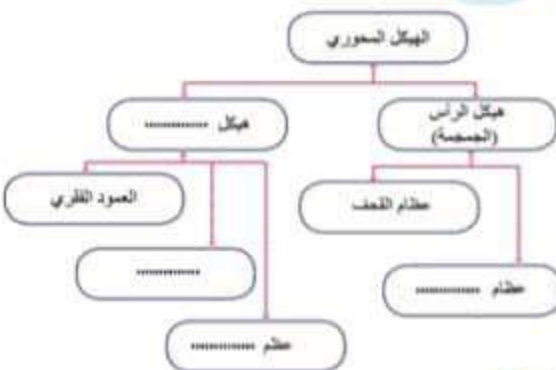 الهيكل المحوري
هيكل الرأس
(الجمجمة)
هيكل ..............
عظام القحف
العمود الفقري
عظام ..............
..............
عظم ..............